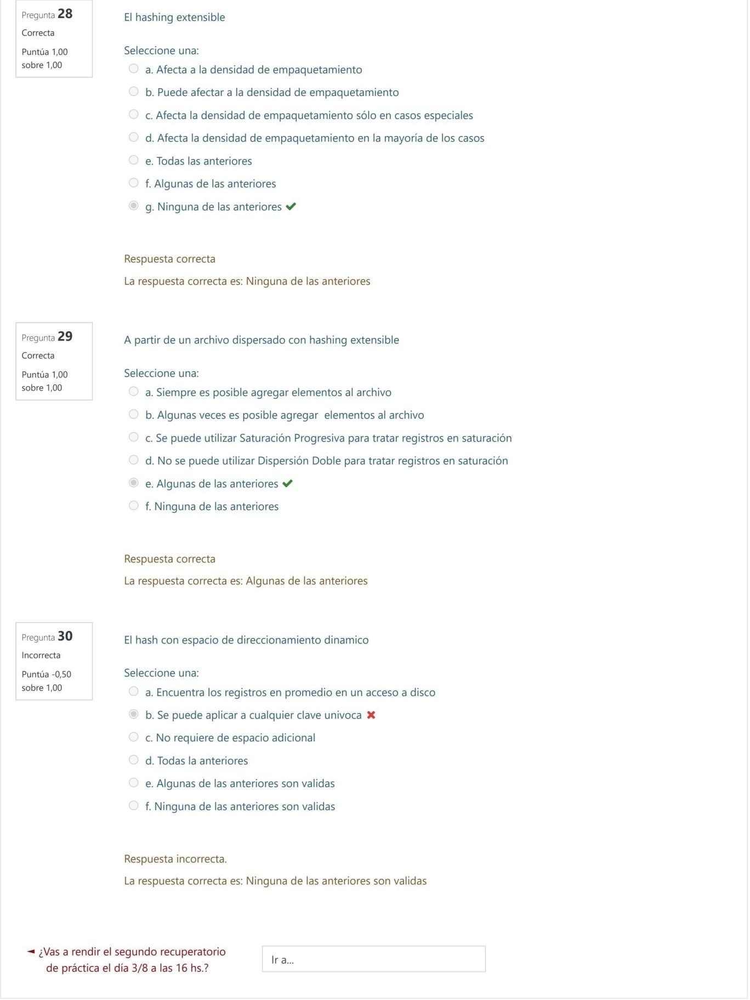 Pregunta 28
Correcta
Puntúa 1,00
sobre 1,00
El hashing extensible
Seleccione una:
a. Afecta a la densidad de empaquetamiento
b. Puede afectar a la densidad de empaquetamiento
c. Afecta la densidad de empaquetamiento sólo en casos especiales
d. Afecta la densidad de empaquetamiento en la mayoría de los casos
e. Todas las anteriores
f. Algunas de las anteriores
g. Ninguna de las anteriores
Respuesta correcta
La respuesta correcta es: Ninguna de las anteriores
Pregunta 29
Correcta
Puntúa 1,00
sobre 1,00
A partir de un archivo dispersado con hashing extensible
Seleccione una:
a. Siempre es posible agregar elementos al archivo
b. Algunas veces es posible agregar elementos al archivo
c. Se puede utilizar Saturación Progresiva para tratar registros en saturación
d. No se puede utilizar Dispersión Doble para tratar registros en saturación
e. Algunas de las anteriores
f. Ninguna de las anteriores
Respuesta correcta
La respuesta correcta es: Algunas de las anteriores
Pregunta 30
Incorrecta
Puntúa -0,50
sobre 1,00
El hash con espacio de direccionamiento dinamico
Seleccione una:
a. Encuentra los registros en promedio en un acceso a disco
b. Se puede aplicar a cualquier clave univoca
c. No requiere de espacio adicional
d. Todas la anteriores
e. Algunas de las anteriores son validas
f. Ninguna de las anteriores son validas
Respuesta incorrecta.
La respuesta correcta es: Ninguna de las anteriores son validas
◄ ¿Vas a rendir el segundo recuperatorio
de práctica el día 3/8 a las 16 hs.?
Ir a...